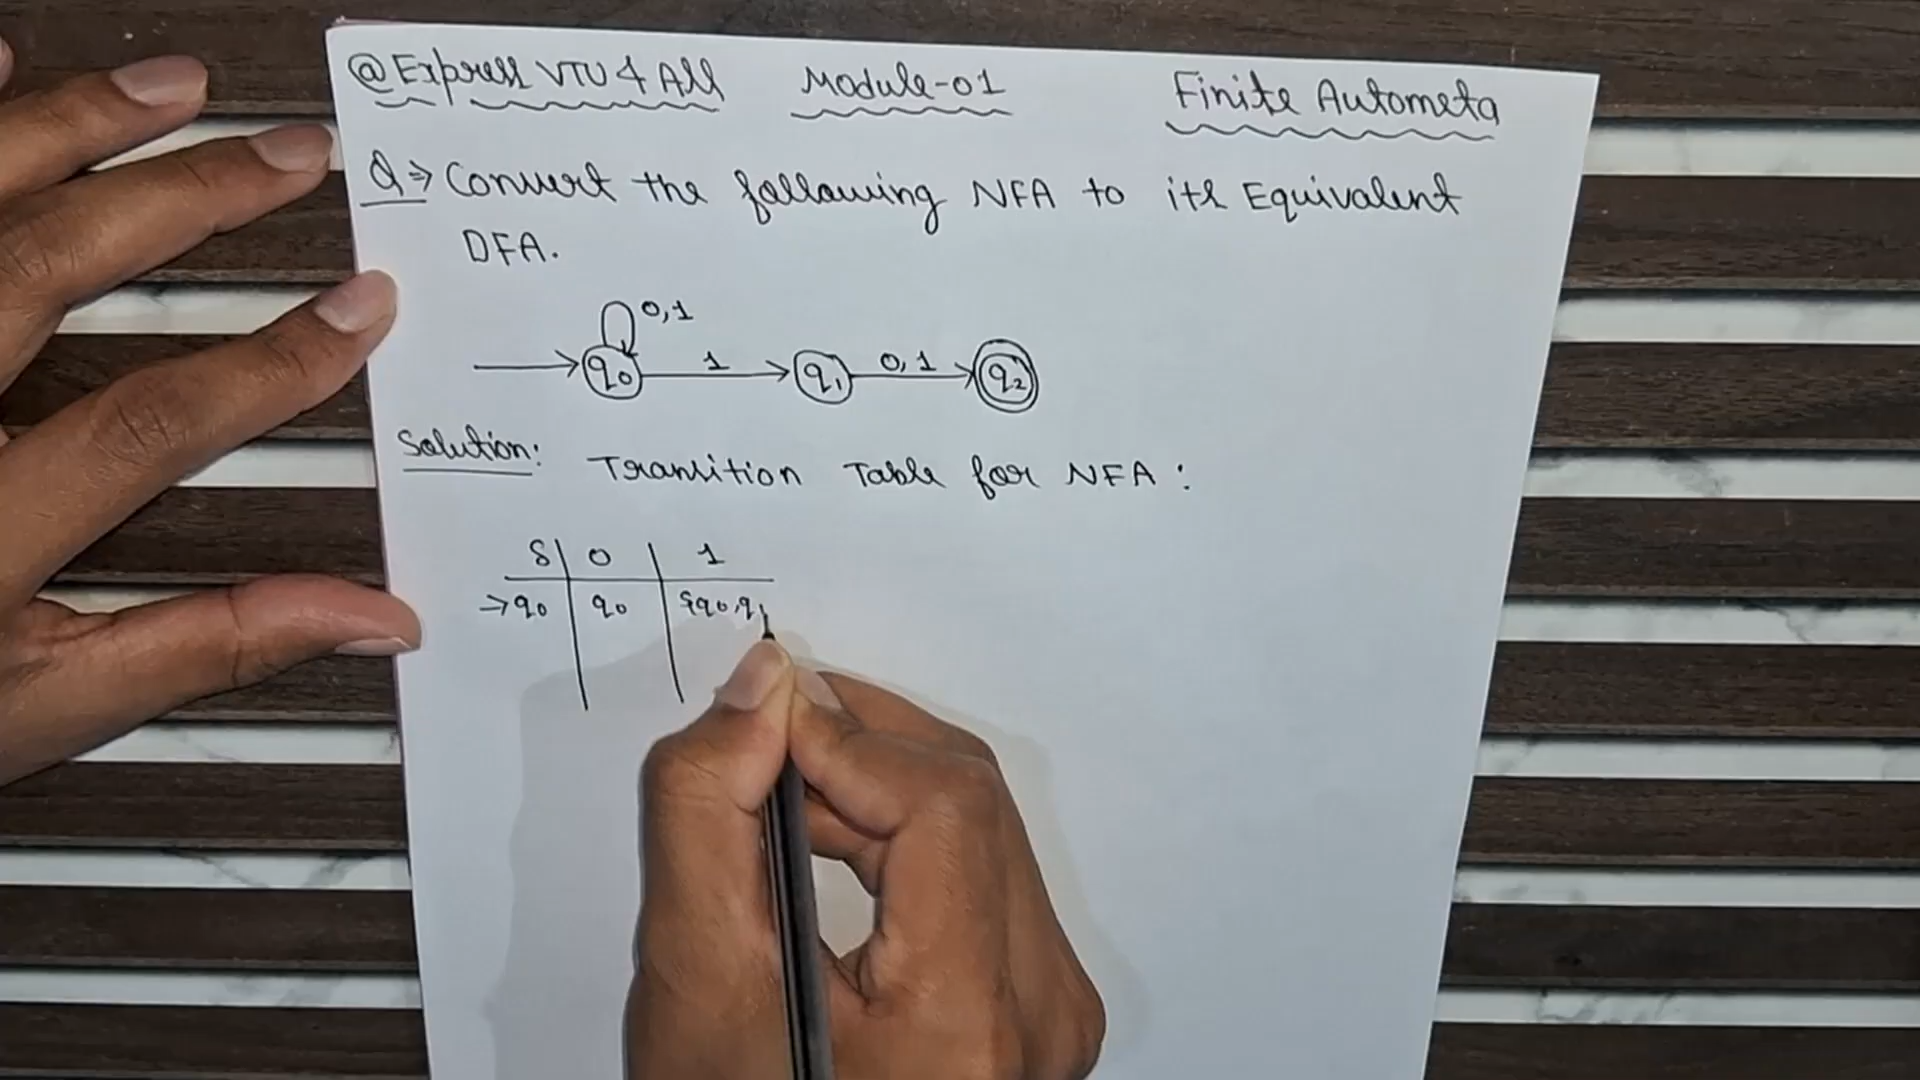 @Express VTU 4 All Module-01 Finite Autometa
Q⇒ Convert the following NFA to its Equivalent
DFA.
0,1
→ q0 1 → q1 0,1 → q2
Solution: Transition Table for NFA :
δ | 0 | 1
→q0 | q0 | {q0,q1